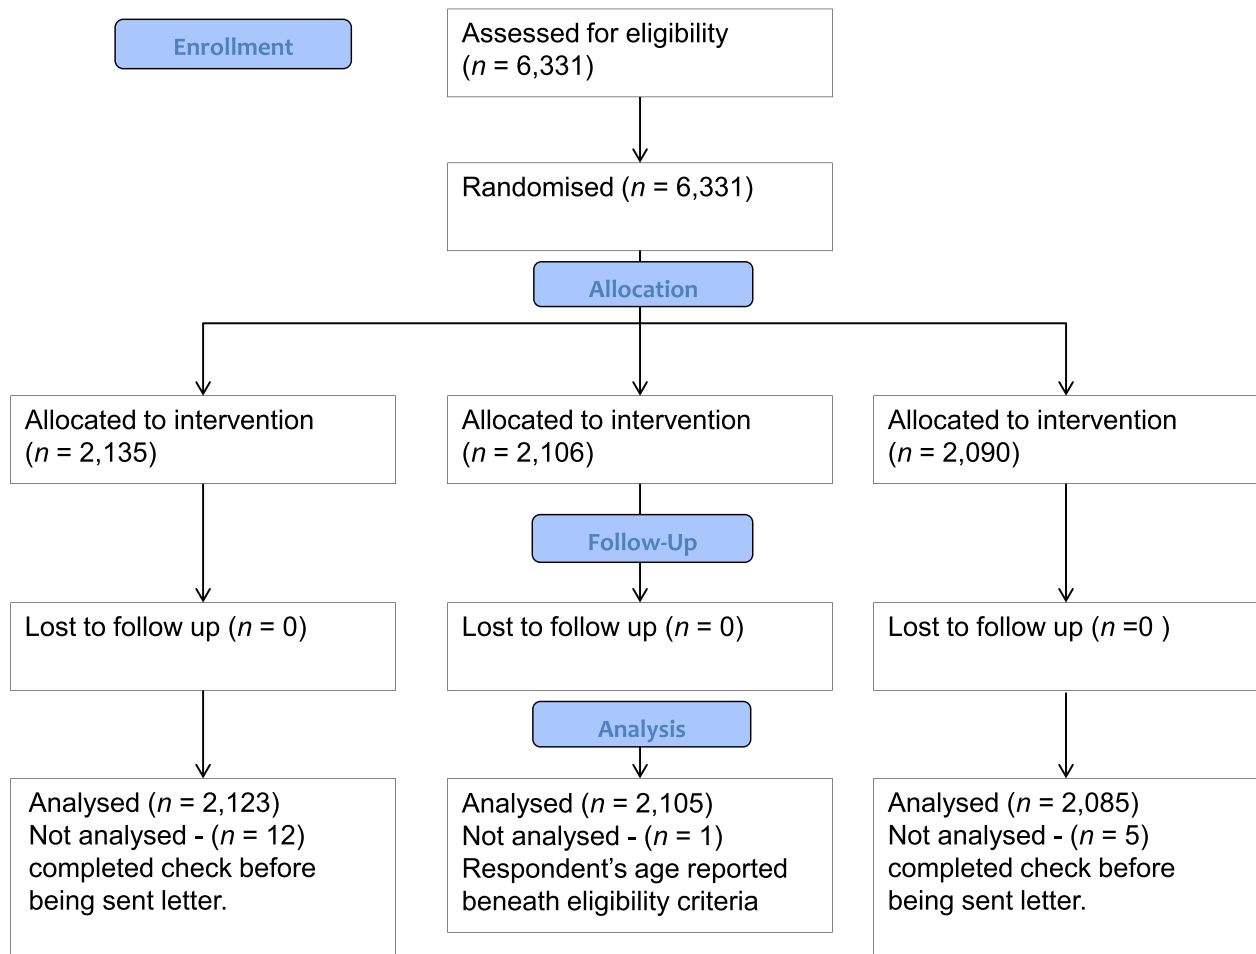 Enrollment
Assessed for eligibility
(n = 6,331)
Randomised (n = 6,331)
Allocation
Allocated to intervention
(n = 2,135)
Allocated to intervention
(n = 2,106)
Allocated to intervention
(n = 2,090)
Follow-Up
Lost to follow up (n = 0)
Lost to follow up (n = 0)
Lost to follow up (n =0 )
Analysis
Analysed (n = 2,123)
Not analysed - (n = 12)
completed check before
being sent letter.
Analysed (n = 2,105)
Not analysed - (n = 1)
Respondent’s age reported
beneath eligibility criteria
Analysed (n = 2,085)
Not analysed - (n = 5)
completed check before
being sent letter.